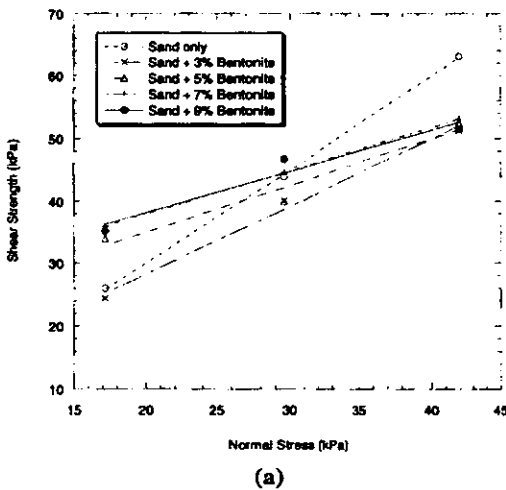 70
60
50
40
30
20
10
Shear Strength (kPa)
Sand only
Sand + 3% Bentonite
Sand + 5% Bentonite
Sand + 7% Bentonite
Sand + 9% Bentonite
15 20 25 30 35 40 45
Normal Stress (kPa)
(a)